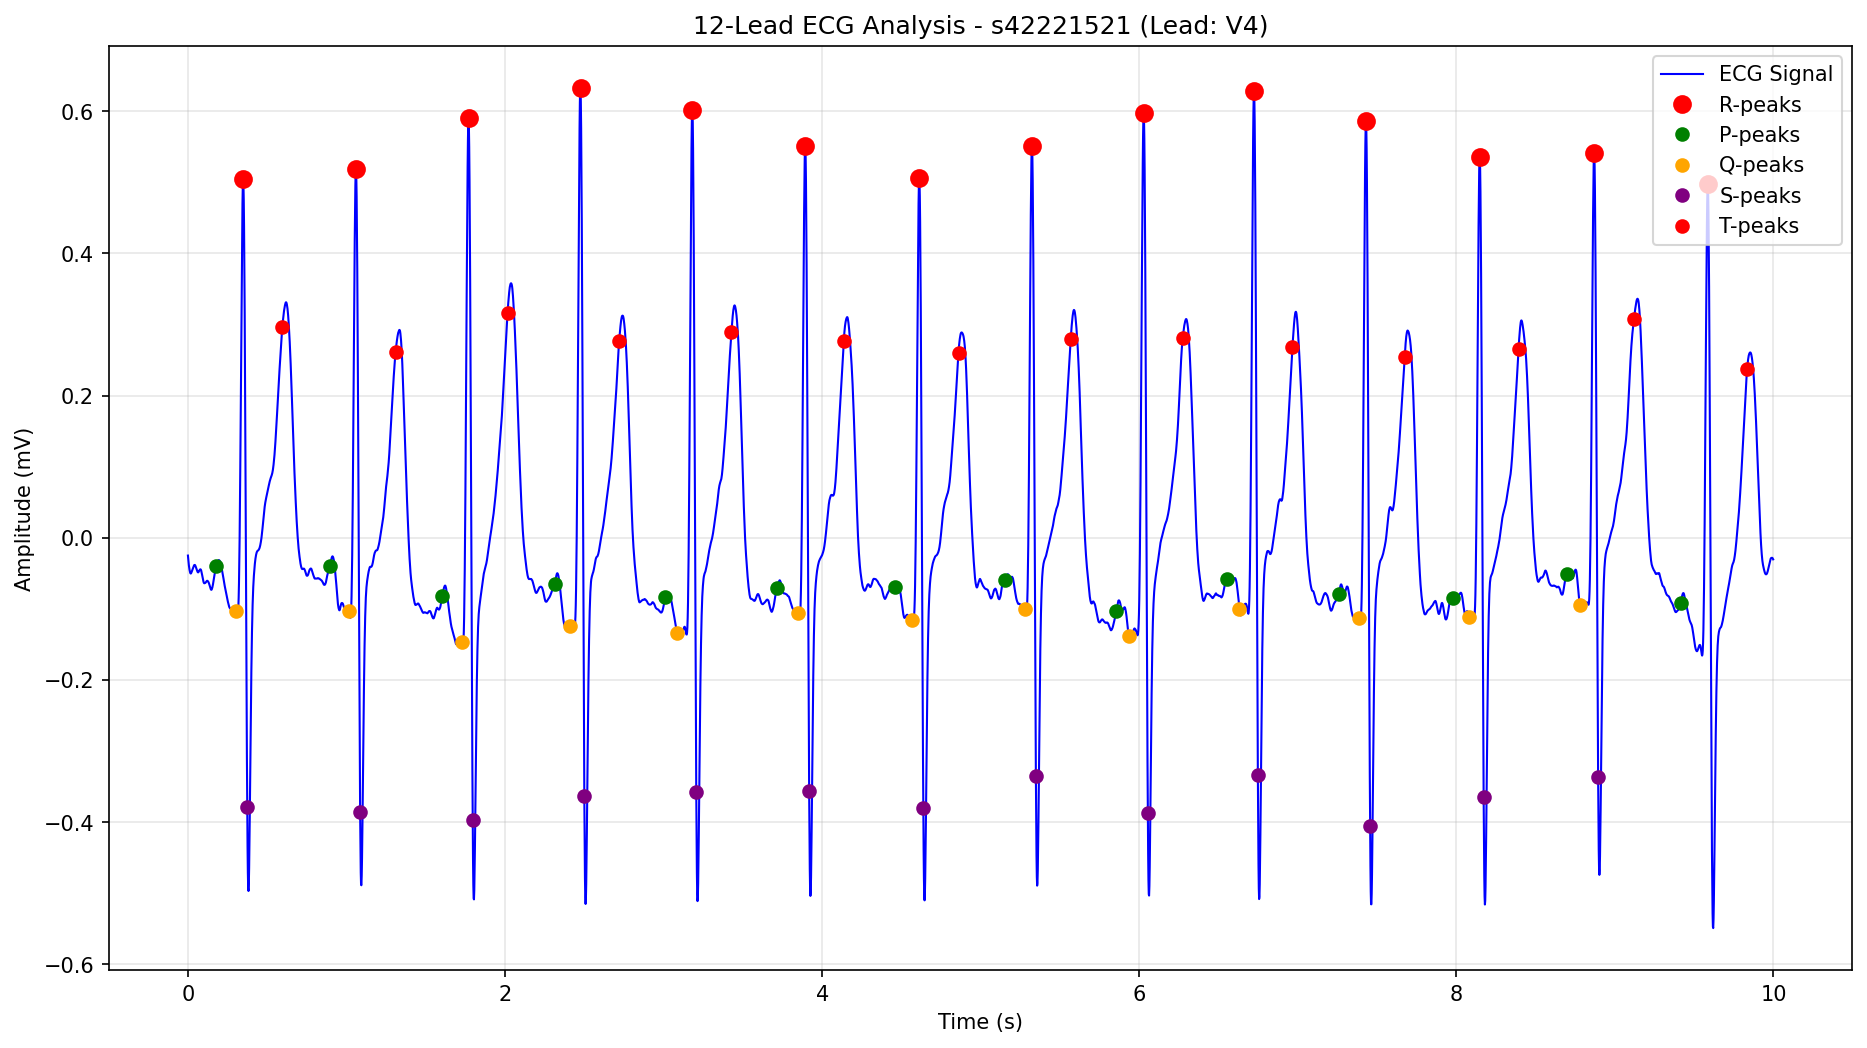 12-Lead ECG Analysis - s42221521 (Lead: V4)
ECG Signal
R-peaks
P-peaks
Q-peaks
S-peaks
T-peaks
Amplitude (mV)
0.6
0.4
0.2
0.0
−0.2
−0.4
−0.6
0 2 4 6 8 10
Time (s)